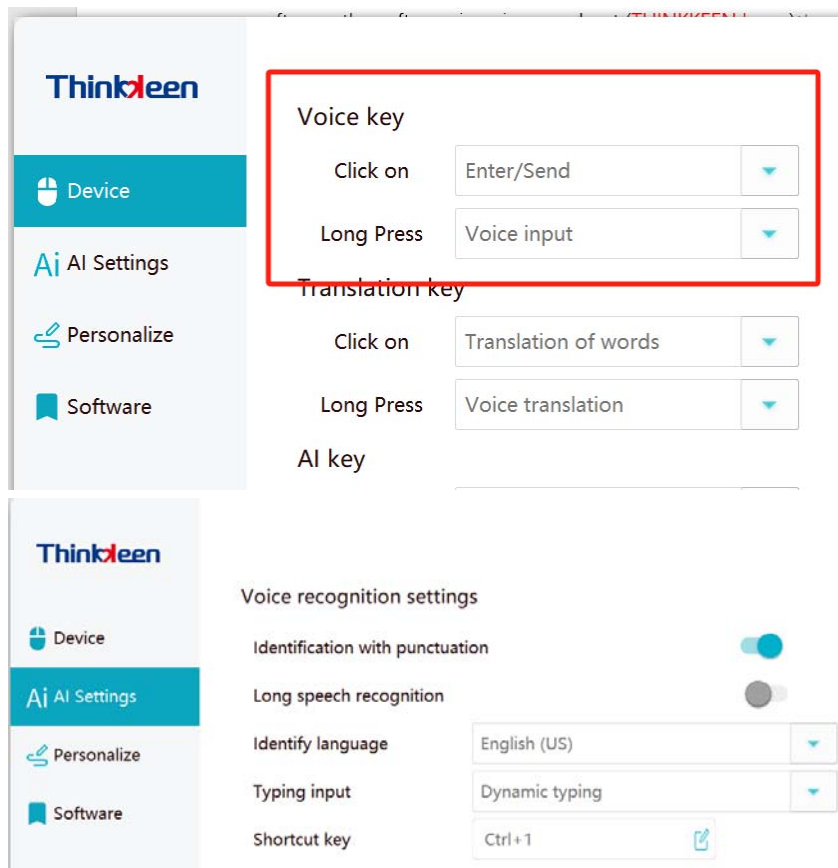 (THINKKEEN
Thinkkeen
Voice key
Click on Enter/Send
Device
Long Press Voice input
AI Settings
Translation key
Click on Translation of words
Personalize
Long Press Voice translation
Software
AI key
Thinkkeen
Voice recognition settings
Device
Identification with punctuation
Ai AI Settings
Long speech recognition
Identify language English (US)
Personalize
Typing input Dynamic typing
Software
Shortcut key Ctrl+1